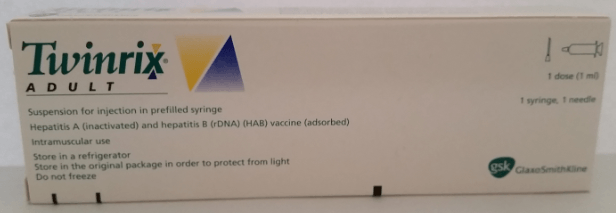 Twinrix®
ADULT
1 dose (1 ml)
1 syringe, 1 needle
Suspension for injection in prefilled syringe
Hepatitis A (inactivated) and hepatitis B (rDNA) (HAB) vaccine (adsorbed)
Intramuscular use
Store in a refrigerator
Store in the original package in order to protect from light
Do not freeze
gsk GlaxoSmithKline